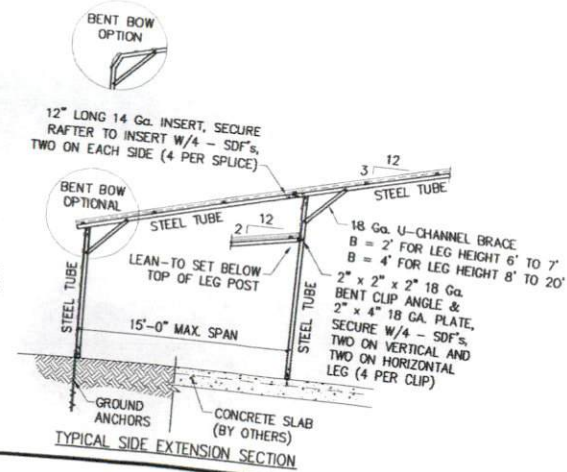 BENT BOW
OPTION
12" LONG 14 Ga. INSERT, SECURE
RAFTER TO INSERT W/4 - SDF's,
TWO ON EACH SIDE (4 PER SPLICE)
12
3
STEEL TUBE
BENT BOW
OPTIONAL
STEEL TUBE
12
2
18 Ga. U-CHANNEL BRACE
B = 2' FOR LEG HEIGHT 6' TO 7'
B = 4' FOR LEG HEIGHT 8' TO 20'
LEAN-TO SET BELOW
TOP OF LEG POST
2" x 2" x 2" 18 Ga.
BENT CLIP ANGLE &
2" x 4" 18 GA. PLATE,
SECURE W/4 - SDF's,
TWO ON VERTICAL AND
TWO ON HORIZONTAL
LEG (4 PER CLIP)
STEEL TUBE
15'-0" MAX. SPAN
STEEL TUBE
GROUND
ANCHORS
CONCRETE SLAB
(BY OTHERS)
TYPICAL SIDE EXTENSION SECTION